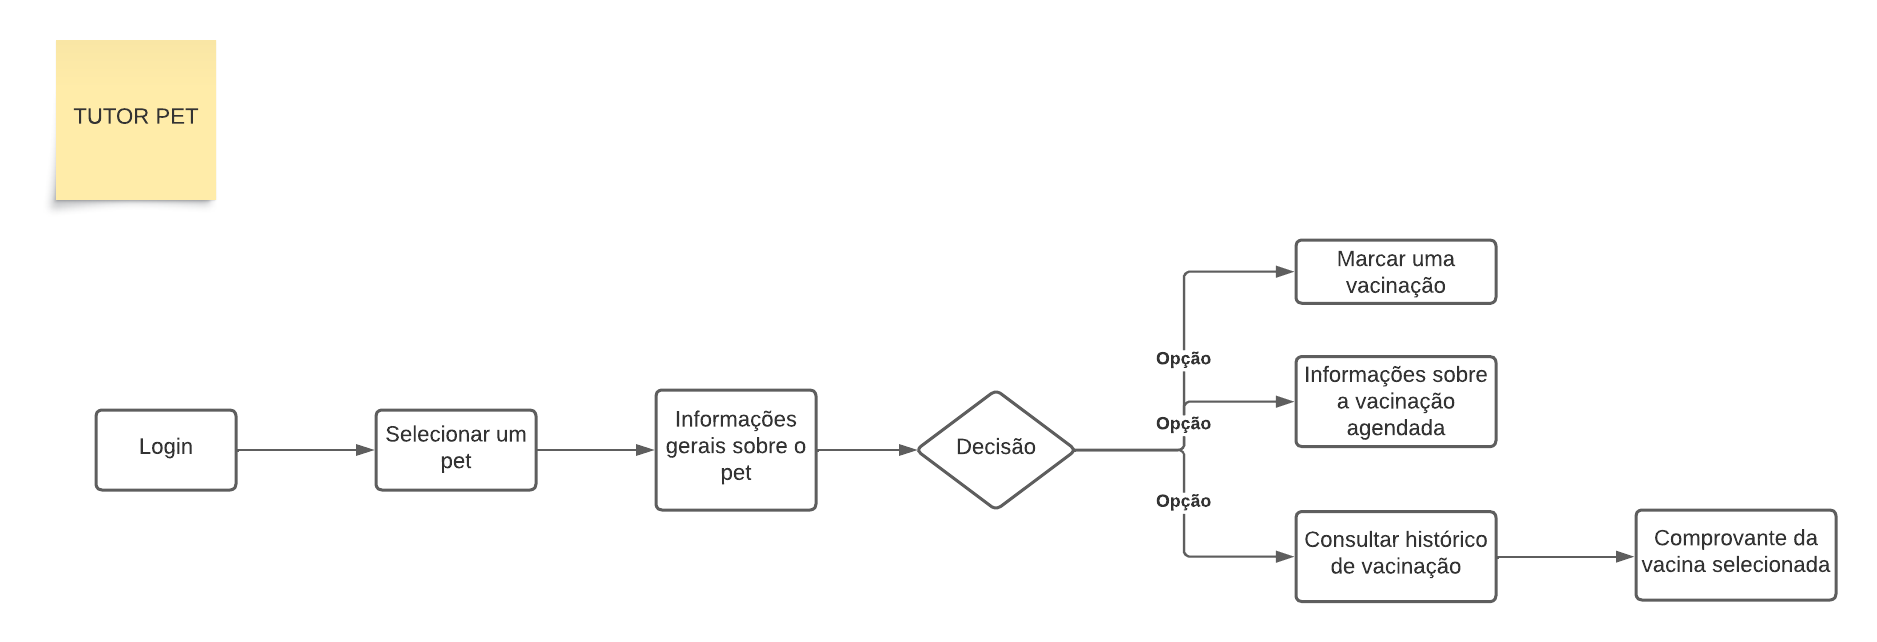 TUTOR PET
Login
Selecionar um
pet
Informações
gerais sobre o
pet
Decisão
Opção
Marcar uma
vacinação
Opção
Informações sobre
a vacinação
agendada
Opção
Consultar histórico
de vacinação
Comprovante da
vacina selecionada